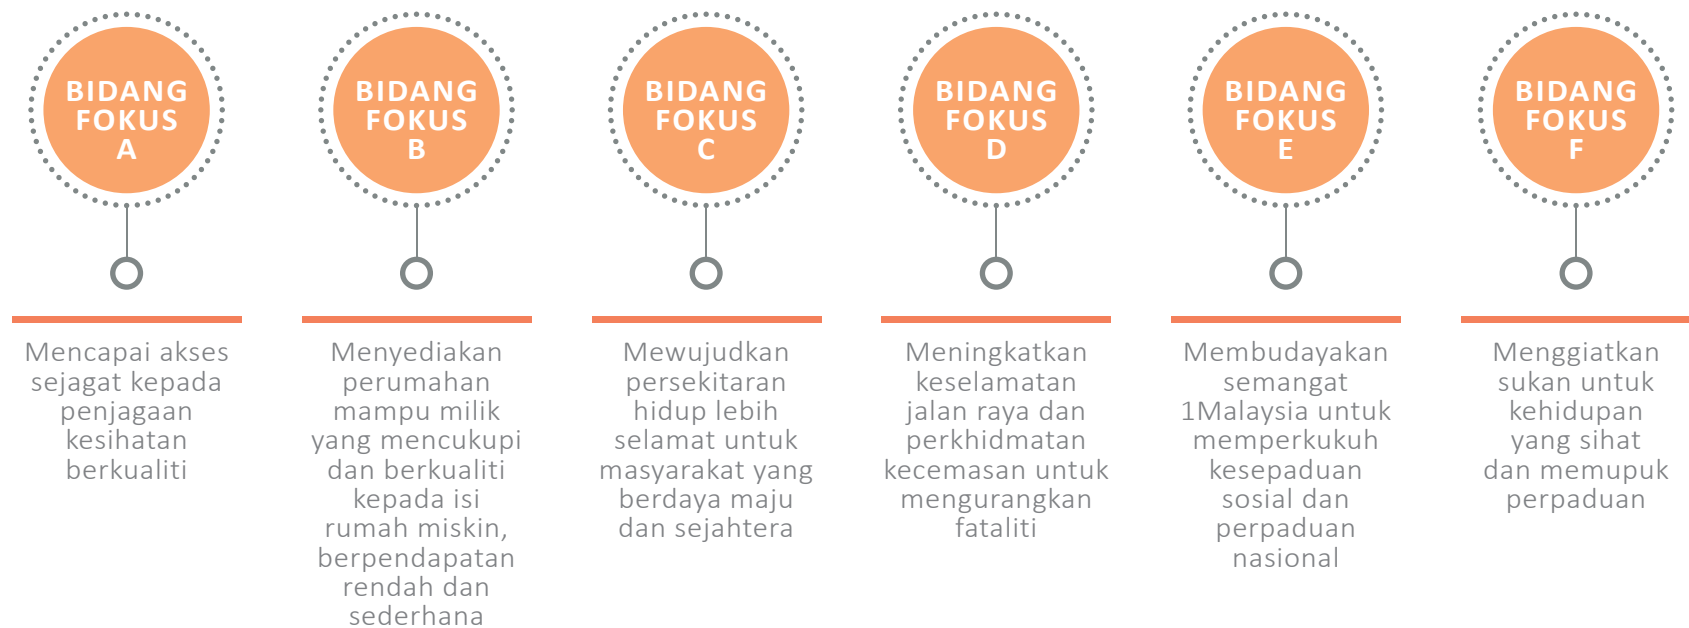 BIDANG
FOKUS
A
Mencapai akses
sejagat kepada
penjagaan
kesihatan
berkualiti
BIDANG
FOKUS
B
Menyediakan
perumahan
mampu milik
yang mencukupi
dan berkualiti
kepada isi
rumah miskin,
berpendapatan
rendah dan
sederhana
BIDANG
FOKUS
C
Mewujudkan
persekitaran
hidup lebih
selamat untuk
masyarakat yang
berdaya maju
dan sejahtera
BIDANG
FOKUS
D
Meningkatkan
keselamatan
jalan raya dan
perkhidmatan
kecemasan untuk
mengurangkan
fataliti
BIDANG
FOKUS
E
Membudayakan
semangat
1Malaysia untuk
memperkukuh
kesepaduan
sosial dan
perpaduan
nasional
BIDANG
FOKUS
F
Menggiatkan
sukan untuk
kehidupan
yang sihat
dan memupuk
perpaduan